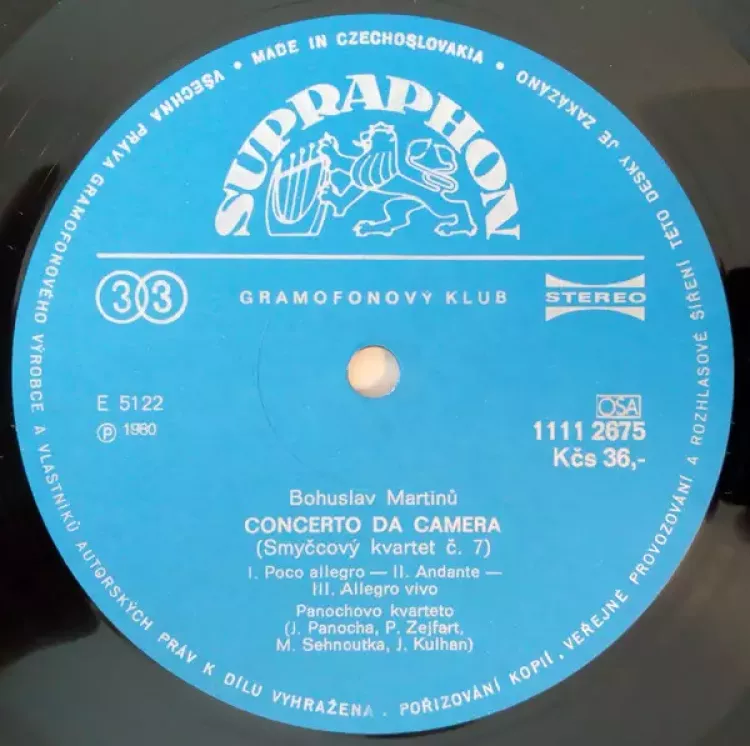 VŠECHNA PRÁVA GRAMOFONOVÉHO VÝROBCE A VLASTNÍKŮ AUTORSKÝCH PRÁV K DÍLU VYHRAŽENA. POŘIZOVÁNÍ KOPIÍ, VEŘEJNÉ PROVOZOVÁNÍ A ROZHLASOVÉ ŠÍŘENÍ TÉTO DESKY JE ZAKÁZÁNO
• MADE IN CZECHOSLOVAKIA •
SUPRAPHON
33
GRAMOFONOVÝ KLUB
STEREO
E 5122
Ⓟ 1980
OSA
1111 2675
Kčs 36,-
Bohuslav Martinů
CONCERTO DA CAMERA
(Smyčcový kvartet č. 7)
I. Poco allegro — II. Andante —
III. Allegro vivo
Panochovo kvarteto
(J. Panocha, P. Zejfart,
M. Sehnoutka, J. Kulhan)